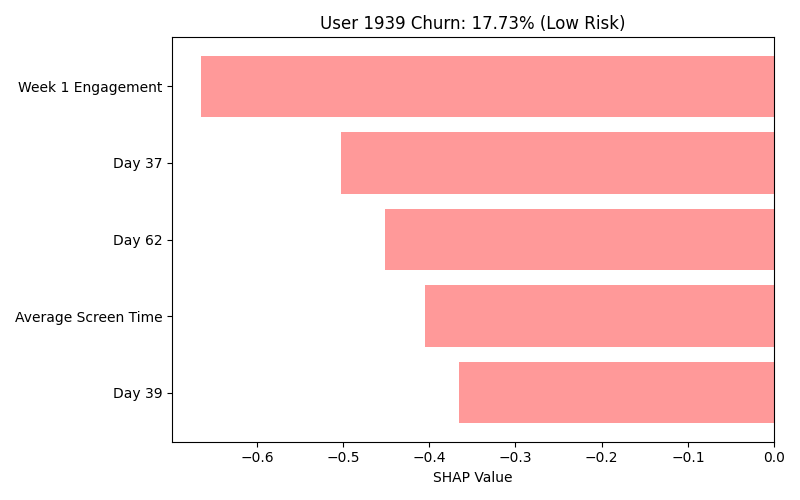 User 1939 Churn: 17.73% (Low Risk)
Week 1 Engagement
Day 37
Day 62
Average Screen Time
Day 39
−0.6 −0.5 −0.4 −0.3 −0.2 −0.1 0.0
SHAP Value